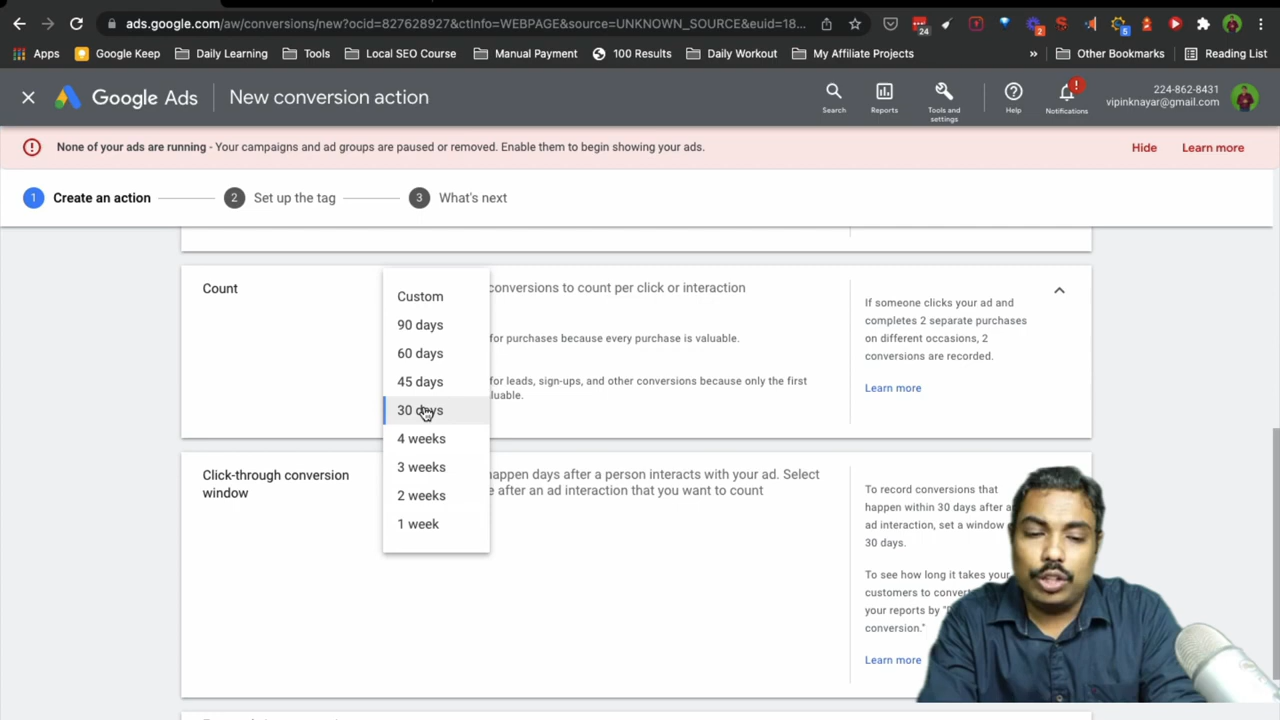 ads.google.com/aw/conversions/new?ocid=827628927&ctInfo=WEBPAGE&source=UNKNOWN_SOURCE&euid=18...
24
2
5
Apps
Google Keep
Daily Learning
Tools
Local SEO Course
Manual Payment
100 Results
Daily Workout
My Affiliate Projects
»
Other Bookmarks
Reading List
Google Ads
New conversion action
Search
Reports
Tools and
settings
Help
!
Notifications
224-862-8431
vipinknayar@gmail.com
None of your ads are running - Your campaigns and ad groups are paused or removed. Enable them to begin showing your ads.
Hide
Learn more
1 Create an action
2 Set up the tag
3 What's next
Count
conversions to count per click or interaction
for purchases because every purchase is valuable.
for leads, sign-ups, and other conversions because only the first
luable.
If someone clicks your ad and
completes 2 separate purchases
on different occasions, 2
conversions are recorded.
Learn more
Custom
90 days
60 days
45 days
30 days
4 weeks
3 weeks
2 weeks
1 week
Click-through conversion
window
happen days after a person interacts with your ad. Select
e after an ad interaction that you want to count
To record conversions that
happen within 30 days after a
ad interaction, set a window
30 days.
To see how long it takes your
customers to convert
your reports by "D
conversion."
Learn more